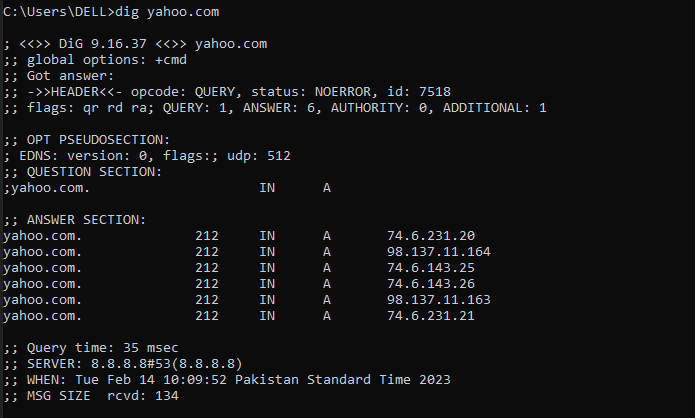 C:\Users\DELL>dig yahoo.com
; <<>> DiG 9.16.37 <<>> yahoo.com
;; global options: +cmd
;; Got answer:
;; ->>HEADER<<- opcode: QUERY, status: NOERROR, id: 7518
;; flags: qr rd ra; QUERY: 1, ANSWER: 6, AUTHORITY: 0, ADDITIONAL: 1
;; OPT PSEUDOSECTION:
; EDNS: version: 0, flags:; udp: 512
;; QUESTION SECTION:
;yahoo.com. IN A
;; ANSWER SECTION:
yahoo.com. 212 IN A 74.6.231.20
yahoo.com. 212 IN A 98.137.11.164
yahoo.com. 212 IN A 74.6.143.25
yahoo.com. 212 IN A 74.6.143.26
yahoo.com. 212 IN A 98.137.11.163
yahoo.com. 212 IN A 74.6.231.21
;; Query time: 35 msec
;; SERVER: 8.8.8.8#53(8.8.8.8)
;; WHEN: Tue Feb 14 10:09:52 Pakistan Standard Time 2023
;; MSG SIZE rcvd: 134